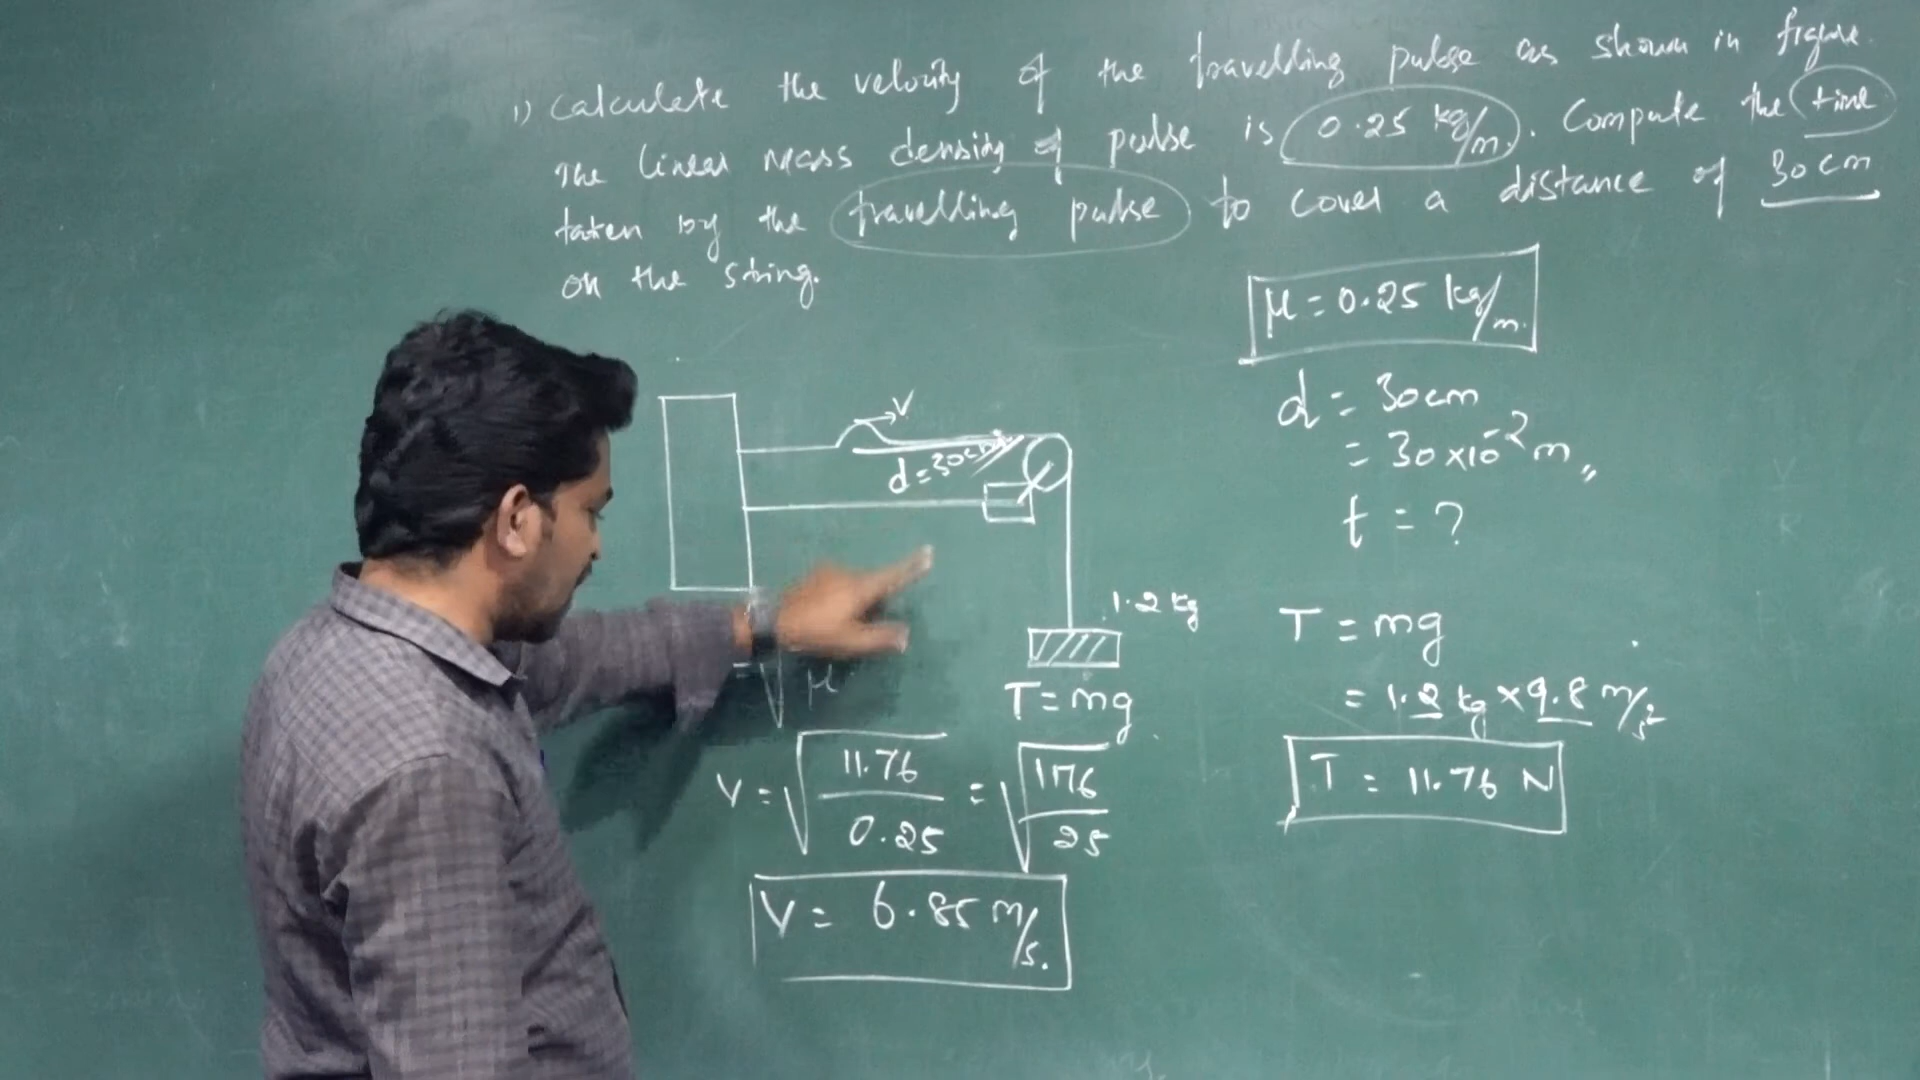 1) Calculate the velocity of the travelling pulse as shown in figure.
The linear mass density of pulse is 0.25 kg/m. Compute the time
taken by the travelling pulse to cover a distance of 30 cm
on the string.
μ = 0.25 kg/m.
d = 30cm
= 30×10⁻² m,,
t = ?
V
d = 30cm
1.2 kg
T = mg
μ
T = mg
= 1.2 kg × 9.8 m/s²
T = 11.76 N
V = √11.76/0.25 = √1176/25
V = 6.85 m/s.